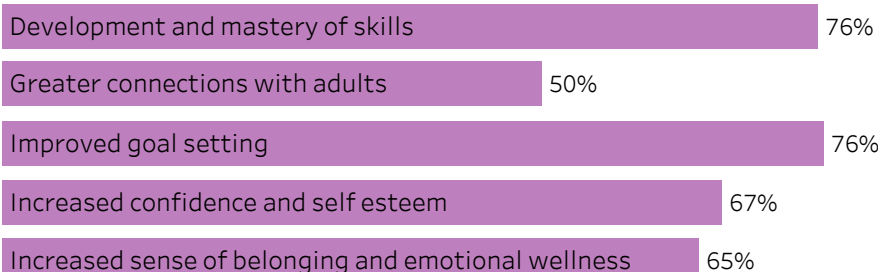 Development and mastery of skills 76%
Greater connections with adults 50%
Improved goal setting 76%
Increased confidence and self esteem 67%
Increased sense of belonging and emotional wellness 65%